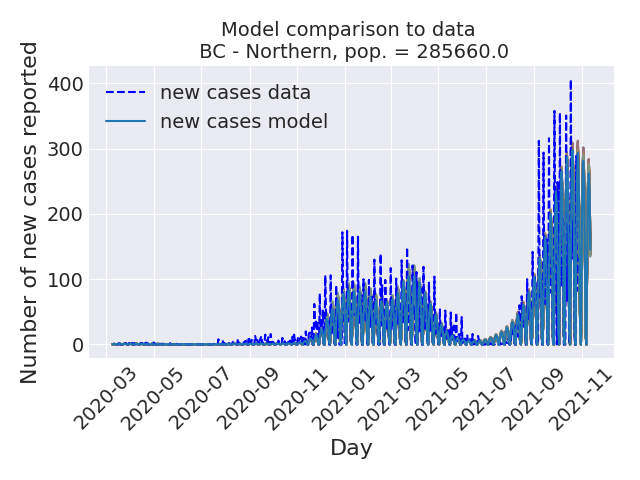 Model comparison to data
BC - Northern, pop. = 285660.0
Number of new cases reported
400
300
200
100
0
new cases data
new cases model
2020-03
2020-05
2020-07
2020-09
2020-11
2021-01
2021-03
2021-05
2021-07
2021-09
2021-11
Day